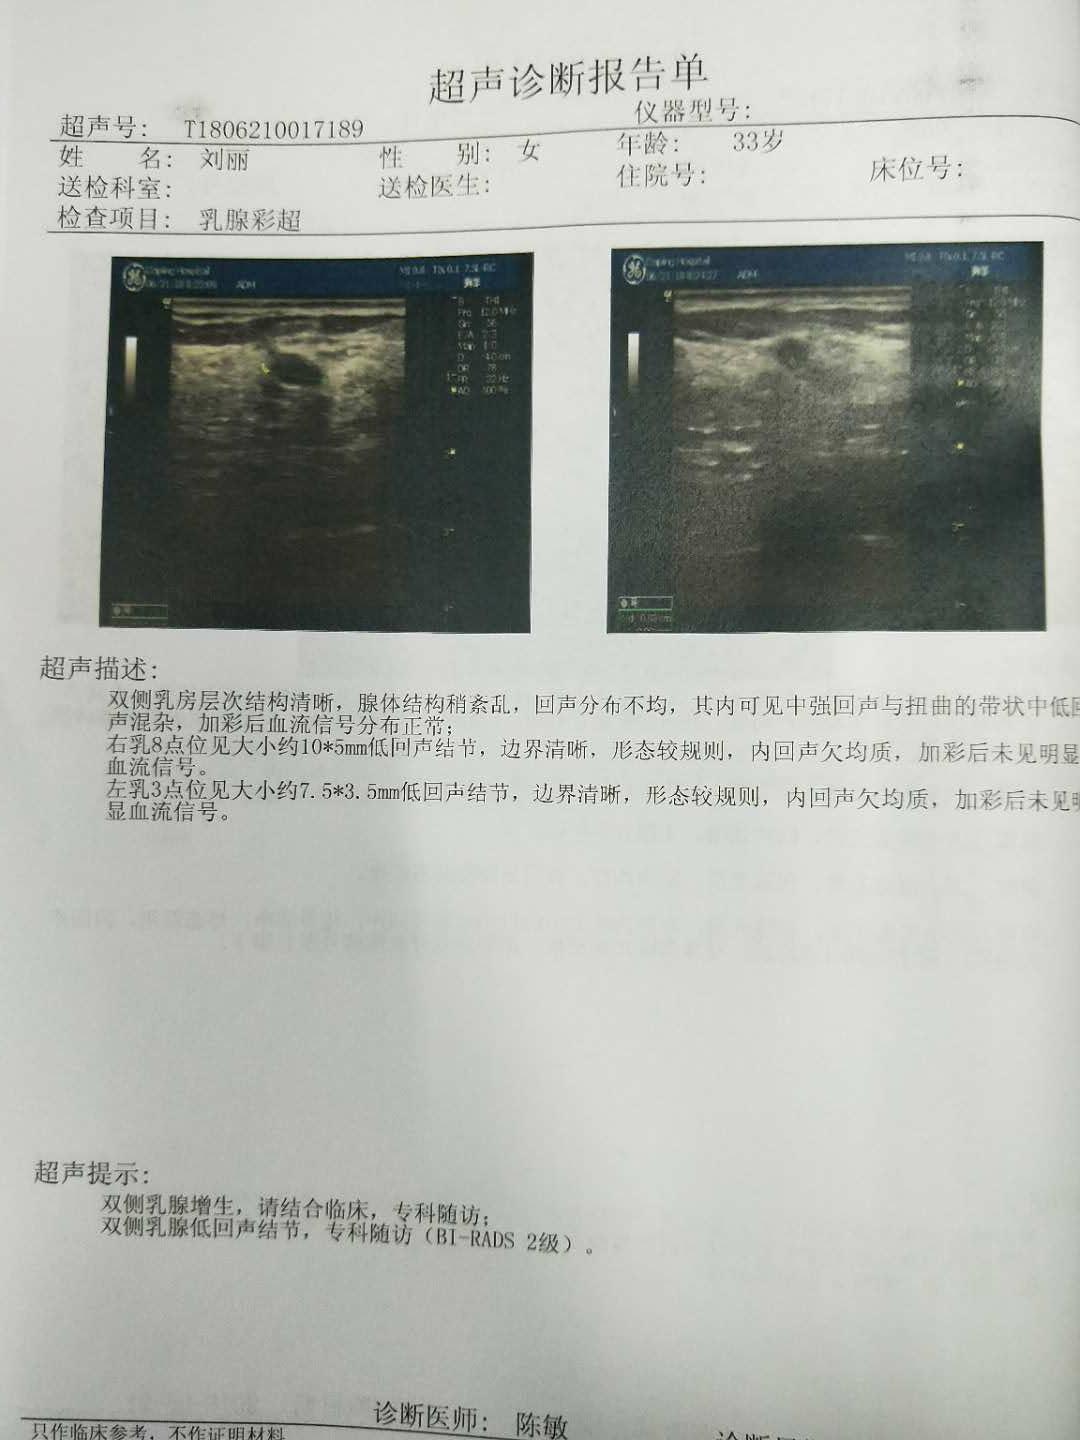 超声诊断报告单
超声号: T1806210017189 仪器型号:
姓 名: 刘丽 性 别: 女 年龄: 33岁
送检科室: 送检医生: 住院号: 床位号:
检查项目: 乳腺彩超
超声描述:
双侧乳房层次结构清晰，腺体结构稍紊乱，回声分布不均，其内可见中强回声与扭曲的带状中低回
声混杂，加彩后血流信号分布正常；
右乳8点位见大小约10*5mm低回声结节，边界清晰，形态较规则，内回声欠均质，加彩后未见明显
血流信号。
左乳3点位见大小约7.5*3.5mm低回声结节，边界清晰，形态较规则，内回声欠均质，加彩后未见明
显血流信号。
超声提示:
双侧乳腺增生，请结合临床，专科随访；
双侧乳腺低回声结节，专科随访（BI-RADS 2级）。
诊断医师: 陈敏
只作临床参考，不作证明材料